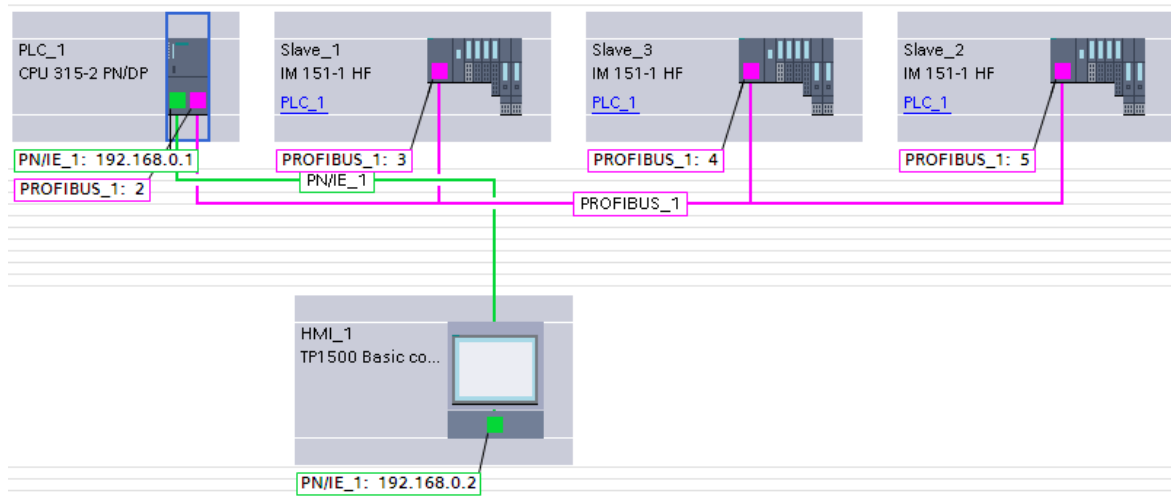 PLC_1
CPU 315-2 PN/DP
Slave_1
IM 151-1 HF
PLC_1
Slave_3
IM 151-1 HF
PLC_1
Slave_2
IM 151-1 HF
PLC_1
PN/IE_1: 192.168.0.1
PROFIBUS_1: 2
PROFIBUS_1: 3
PROFIBUS_1: 4
PROFIBUS_1: 5
PN/IE_1
PROFIBUS_1
HMI_1
TP1500 Basic co...
PN/IE_1: 192.168.0.2